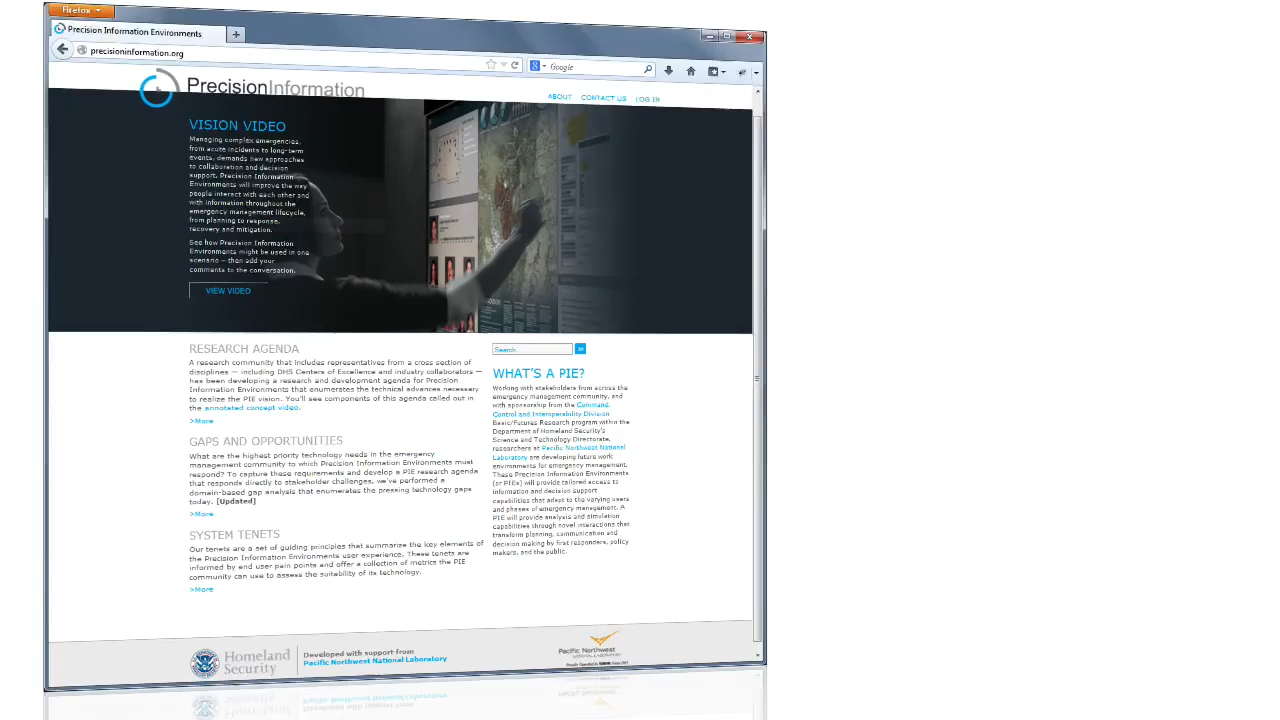 Firefox
Precision Information Environments
precisioninformation.org
Google
PrecisionInformation
ABOUT CONTACT US LOG IN
VISION VIDEO
Managing complex emergencies,
from acute incidents to long-term
events, demands new approaches
to collaboration and decision
support. Precision Information
Environments will improve the way
people interact with each other and
with information throughout the
emergency management lifecycle,
from planning to response,
recovery and mitigation.
See how Precision Information
Environments might be used in one
scenario – then add your
comments to the conversation.
VIEW VIDEO
RESEARCH AGENDA
A research community that includes representatives from a cross section of
disciplines — including DHS Centers of Excellence and industry collaborators —
has been developing a research and development agenda for Precision
Information Environments that enumerates the technical advances necessary
to realize the PIE vision. You'll see components of this agenda called out in
the annotated concept video.
>More
GAPS AND OPPORTUNITIES
What are the highest priority technology needs in the emergency
management community to which Precision Information Environments must
respond? To capture these requirements and develop a PIE research agenda
that responds directly to stakeholder challenges, we've performed a
domain-based gap analysis that enumerates the pressing technology gaps
today. [Updated]
>More
SYSTEM TENETS
Our tenets are a set of guiding principles that summarize the key elements of
the Precision Information Environments user experience. These tenets are
informed by end user pain points and offer a collection of metrics the PIE
community can use to assess the suitability of its technology.
>More
Search...
WHAT'S A PIE?
Working with stakeholders from across the
emergency management community, and
with sponsorship from the Command,
Control and Interoperability Division
Basic/Futures Research program within the
Department of Homeland Security's
Science and Technology Directorate,
researchers at Pacific Northwest National
Laboratory are developing future work
environments for emergency management.
These Precision Information Environments
(or PIEs) will provide tailored access to
information and decision support
capabilities that adapt to the varying users
and phases of emergency management. A
PIE will provide analysis and simulation
capabilities through novel interactions that
transform planning, communication and
decision making by first responders, policy
makers, and the public.
Homeland
Security
Developed with support from
Pacific Northwest National Laboratory
Pacific Northwest
NATIONAL LABORATORY